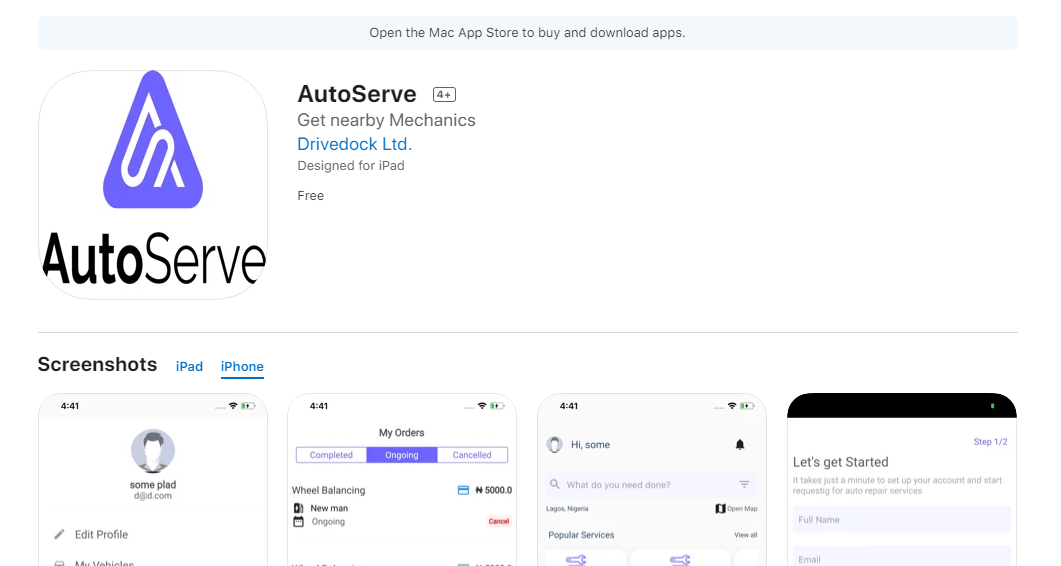 Open the Mac App Store to buy and download apps.
AutoServe 4+
Get nearby Mechanics
Drivedock Ltd.
Designed for iPad
Free
AutoServe
Screenshots iPad iPhone
4:41
some plad
d@d.com
Edit Profile
My Vehicles
4:41
My Orders
Completed Ongoing Cancelled
Wheel Balancing ₦ 5000.0
New man
Ongoing Cancel
4:41
Hi, some
What do you need done?
Lagos, Nigeria Open Map
Popular Services View all
Step 1/2
Let's get Started
It takes just a minute to set up your account and start
requestig for auto repair services
Full Name
Email